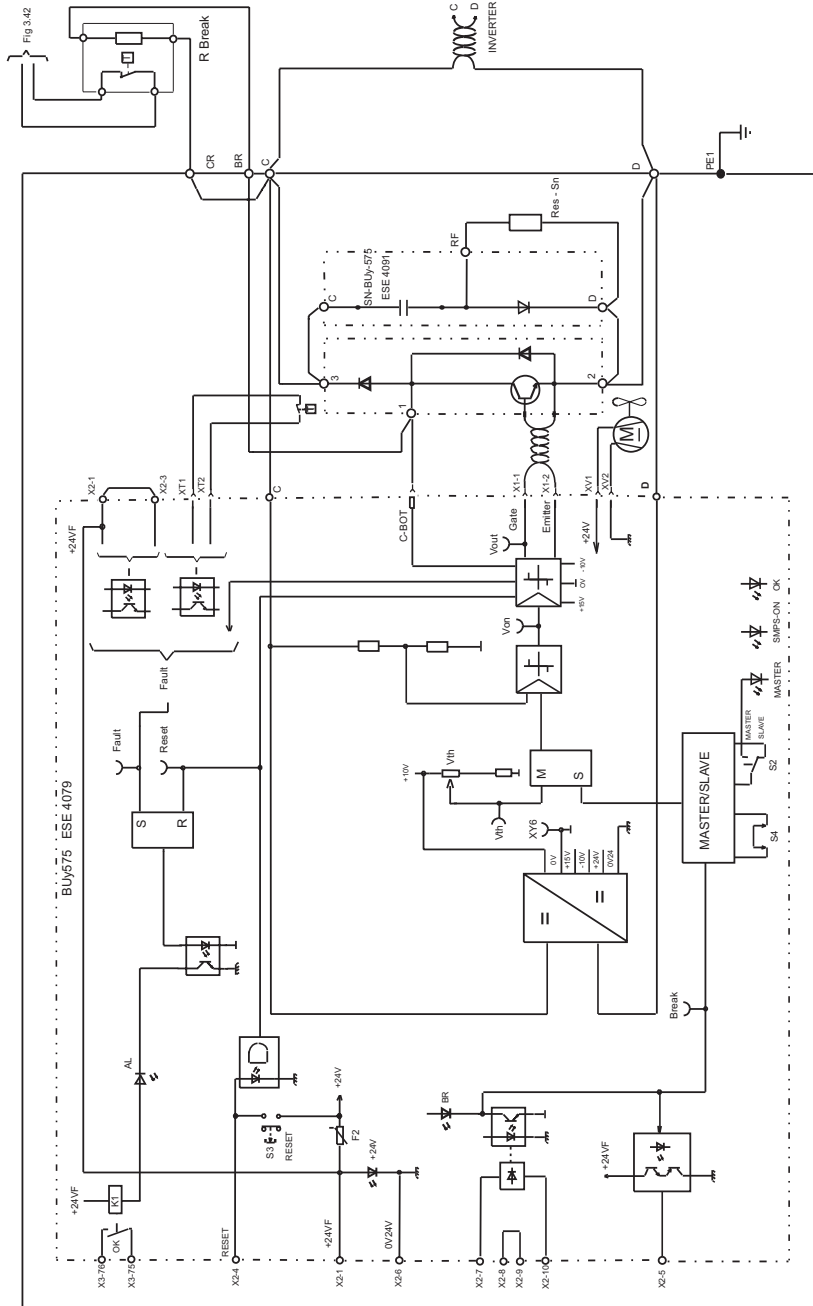 Fig 3.42
R Break
C
D
INVERTER
CR
BR
C
D
PE1
Res - Sn
RF
SN-BUy-575
ESE 4091
C
D
3
2
1
M
X2-1
X2-3
XT1
XT2
C
C-BOT
X1-1
X1-2
XV1
XV2
D
+24VF
Vout
Gate
Emitter
+24V
+15V
0V
-10V
Von
Fault
Fault
Reset
S
R
BUy575 ESE 4079
+10V
Vth
Vth
M
S
XY6
0V
+15V
-10V
+24V
0V24
=
=
OK
SMPS-ON
MASTER
MASTER
SLAVE
S2
S4
MASTER/SLAVE
Break
AL
D
+24V
S3
RESET
F2
+24V
BR
+24VF
K1
OK
RESET
+24VF
0V24V
+24VF
X3-76
X3-75
X2-4
X2-1
X2-6
X2-7
X2-8
X2-9
X2-10
X2-5